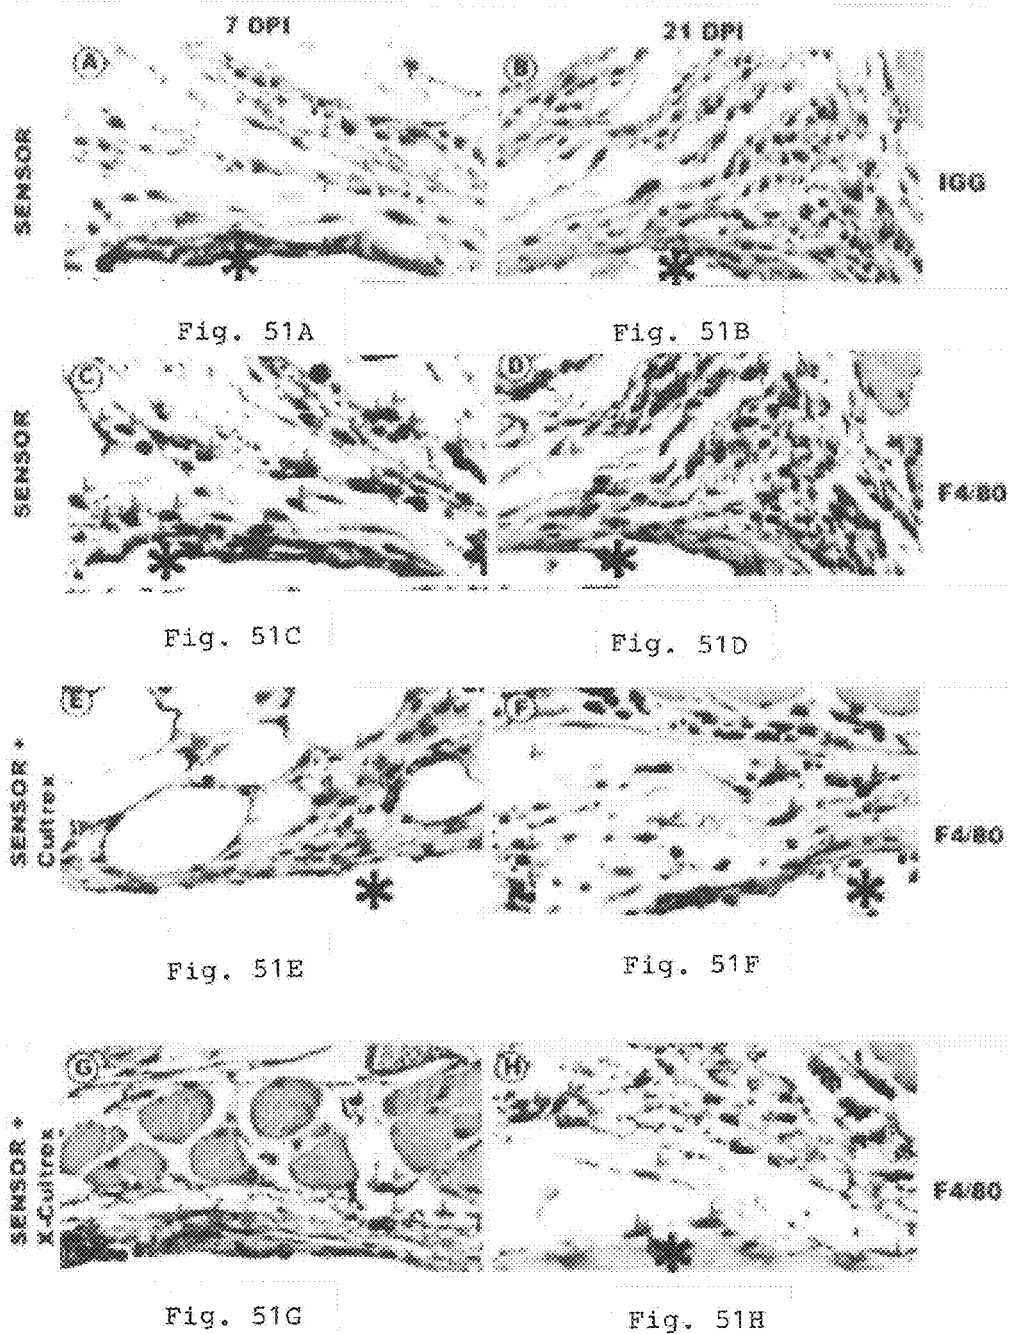 7 DPI 21 DPI
A B
SENSOR IGG
Fig. 51A Fig. 51B
C D
SENSOR F4/80
Fig. 51C Fig. 51D
E F
SENSOR +
Cultrex F4/80
Fig. 51E Fig. 51F
G H
SENSOR +
X-Cultrex F4/80
Fig. 51G Fig. 51H